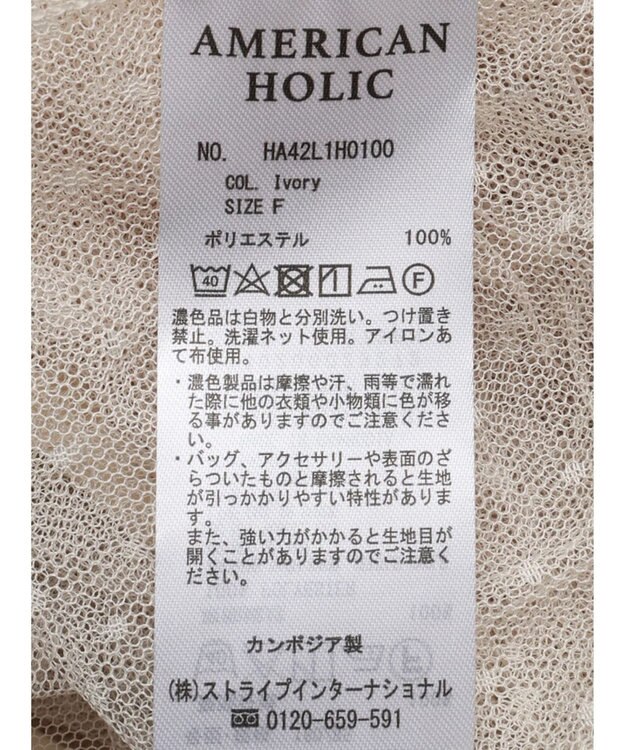 AMERICAN
HOLIC
NO. HA42L1H0100
COL. Ivory
SIZE F
ポリエステル 100%
40 F
濃色品は白物と分別洗い。つけ置き
禁止。洗濯ネット使用。アイロンあ
て布使用。
・濃色製品は摩擦や汗、雨等で濡れ
た際に他の衣類や小物類に色が移
る事がありますのでご注意くださ
い。
・バッグ、アクセサリーや表面のざ
らついたものと摩擦されると生地
が引っかかりやすい特性がありま
す。
また、強い力がかかると生地目が
開くことがありますのでご注意く
ださい。
カンボジア製
(株)ストライプインターナショナル
0120-659-591